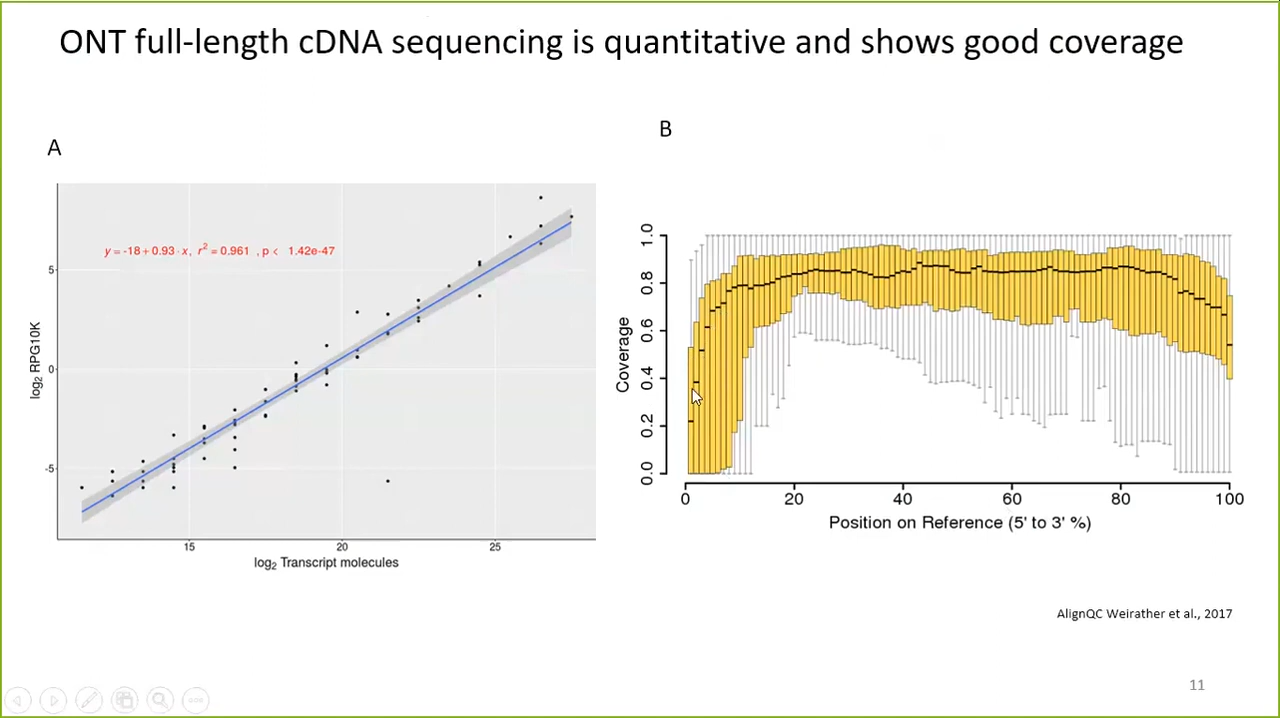 ONT full-length cDNA sequencing is quantitative and shows good coverage
A
y = -18 + 0.93 · x, r² = 0.961 , p < 1.42e-47
log₂ RPG10K
5
0
-5
15 20 25
log₂ Transcript molecules
B
Coverage
1.0
0.8
0.6
0.4
0.2
0.0
0 20 40 60 80 100
Position on Reference (5' to 3' %)
AlignQC Weirather et al., 2017
11